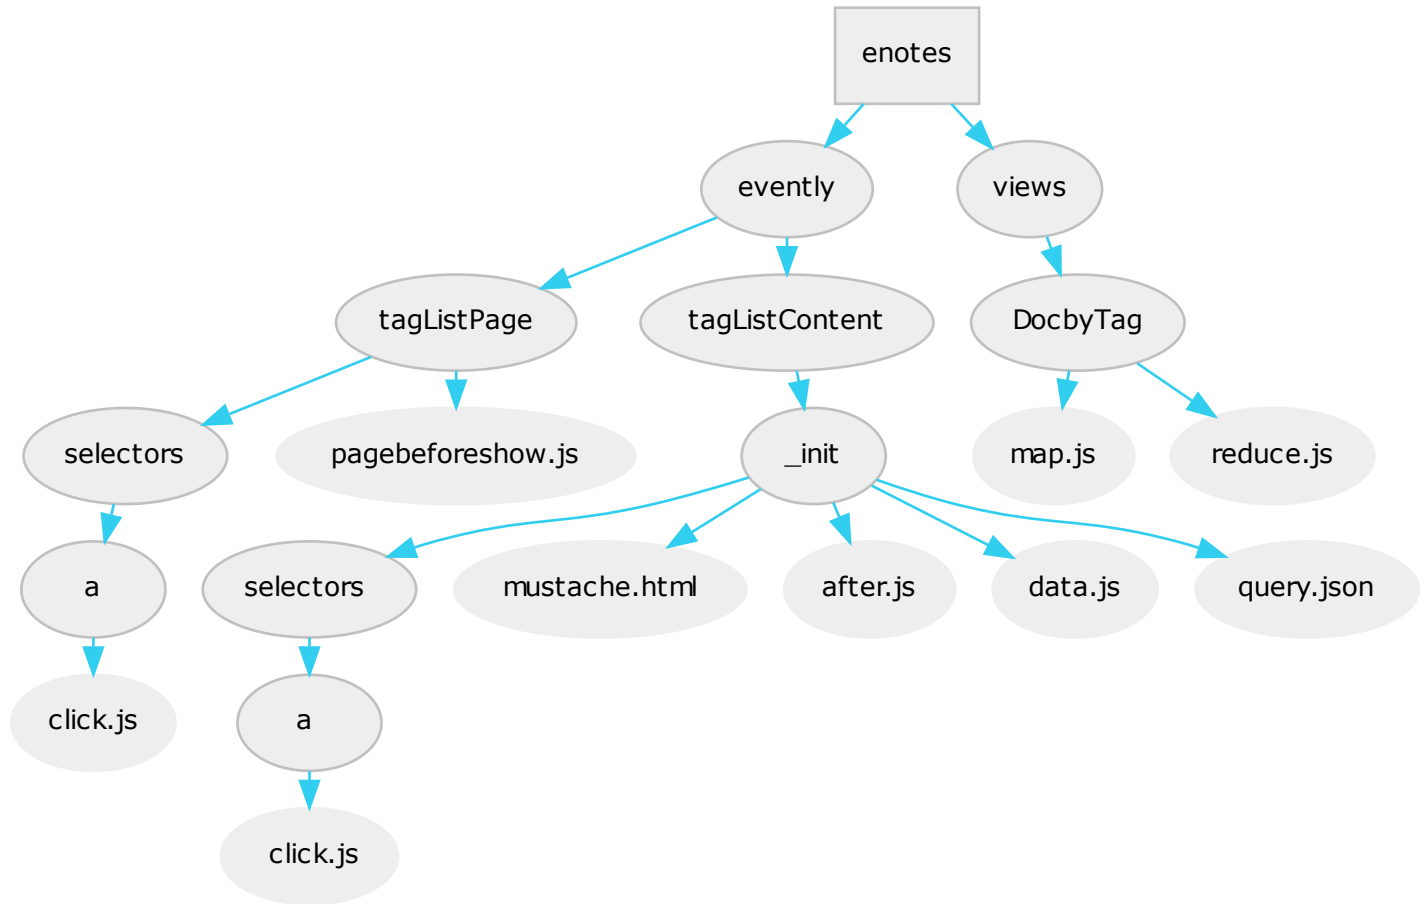 enotes
evently
views
tagListPage
tagListContent
DocbyTag
selectors
pagebeforeshow.js
_init
map.js
reduce.js
a
selectors
mustache.html
after.js
data.js
query.json
click.js
a
click.js